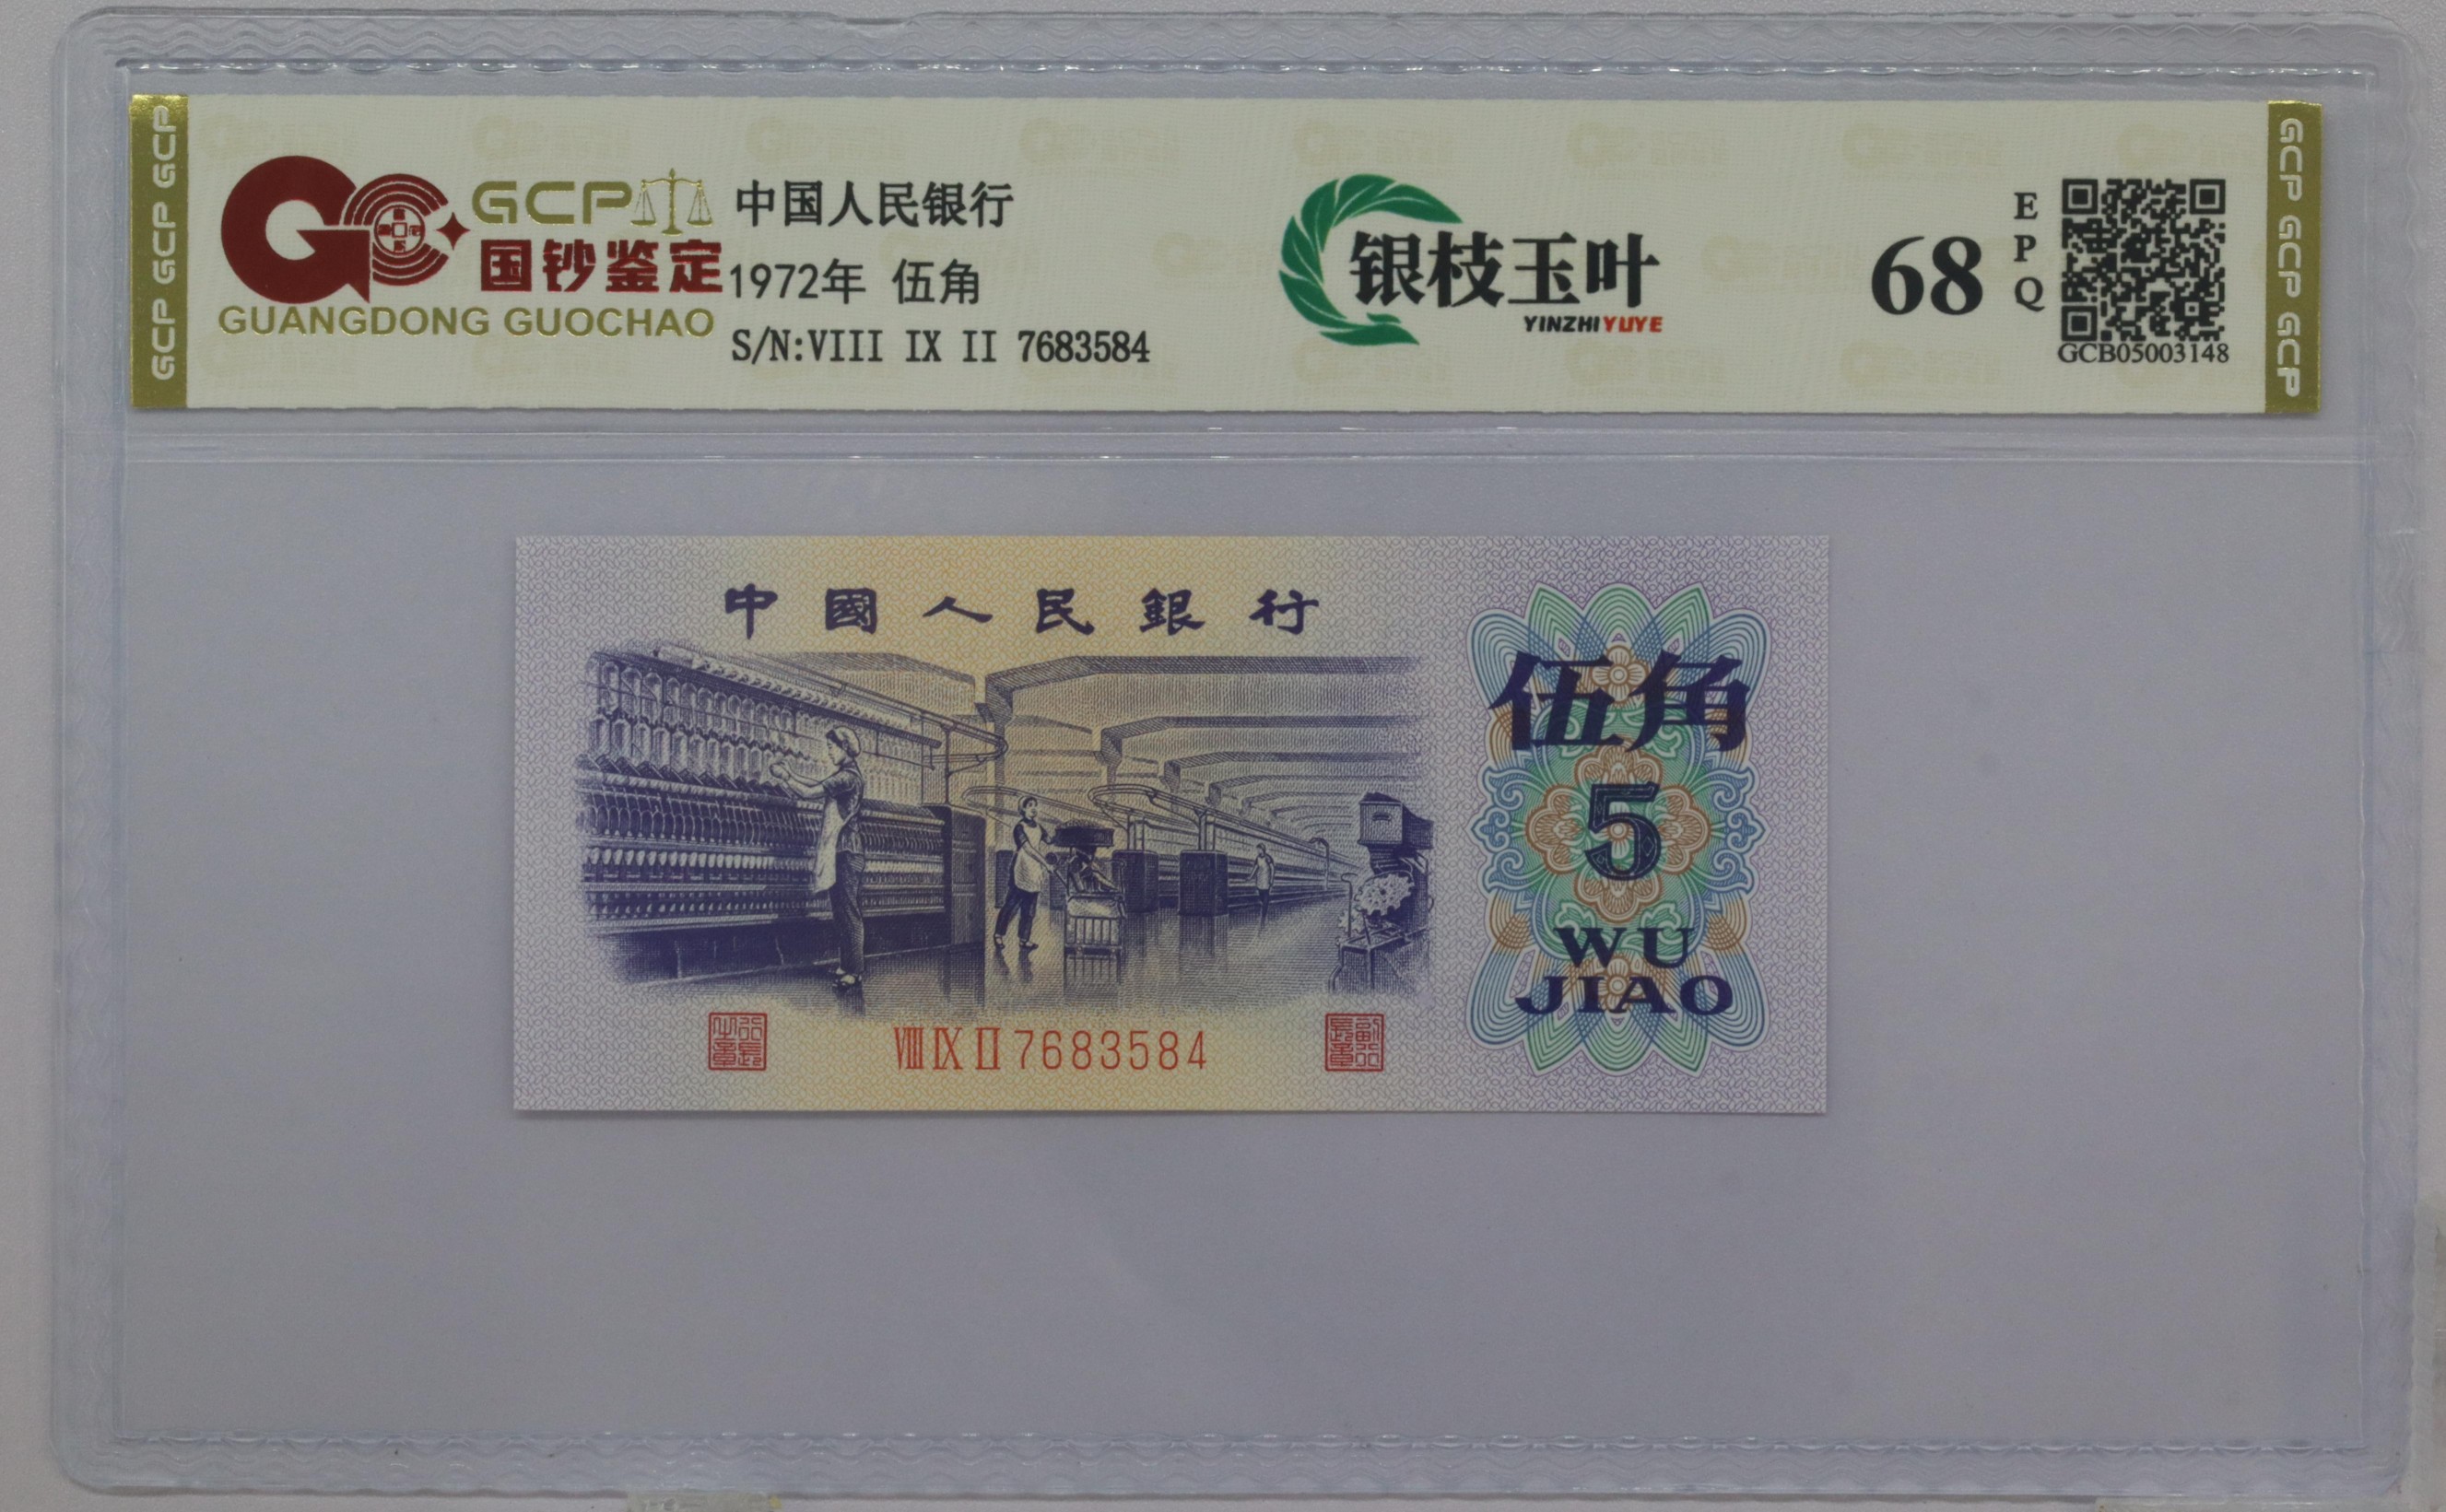 GCP GCP GCP
GCP
国钞鉴定
GUANGDONG GUOCHAO
中国人民银行
1972年 伍角
S/N:VIII IX II 7683584
银枝玉叶
YINZHIYUYE
68
EPQ
GCB05003148
GCP GCP GCP
中國人民銀行
伍角
5
WU
JIAO
VIII IX II 7683584